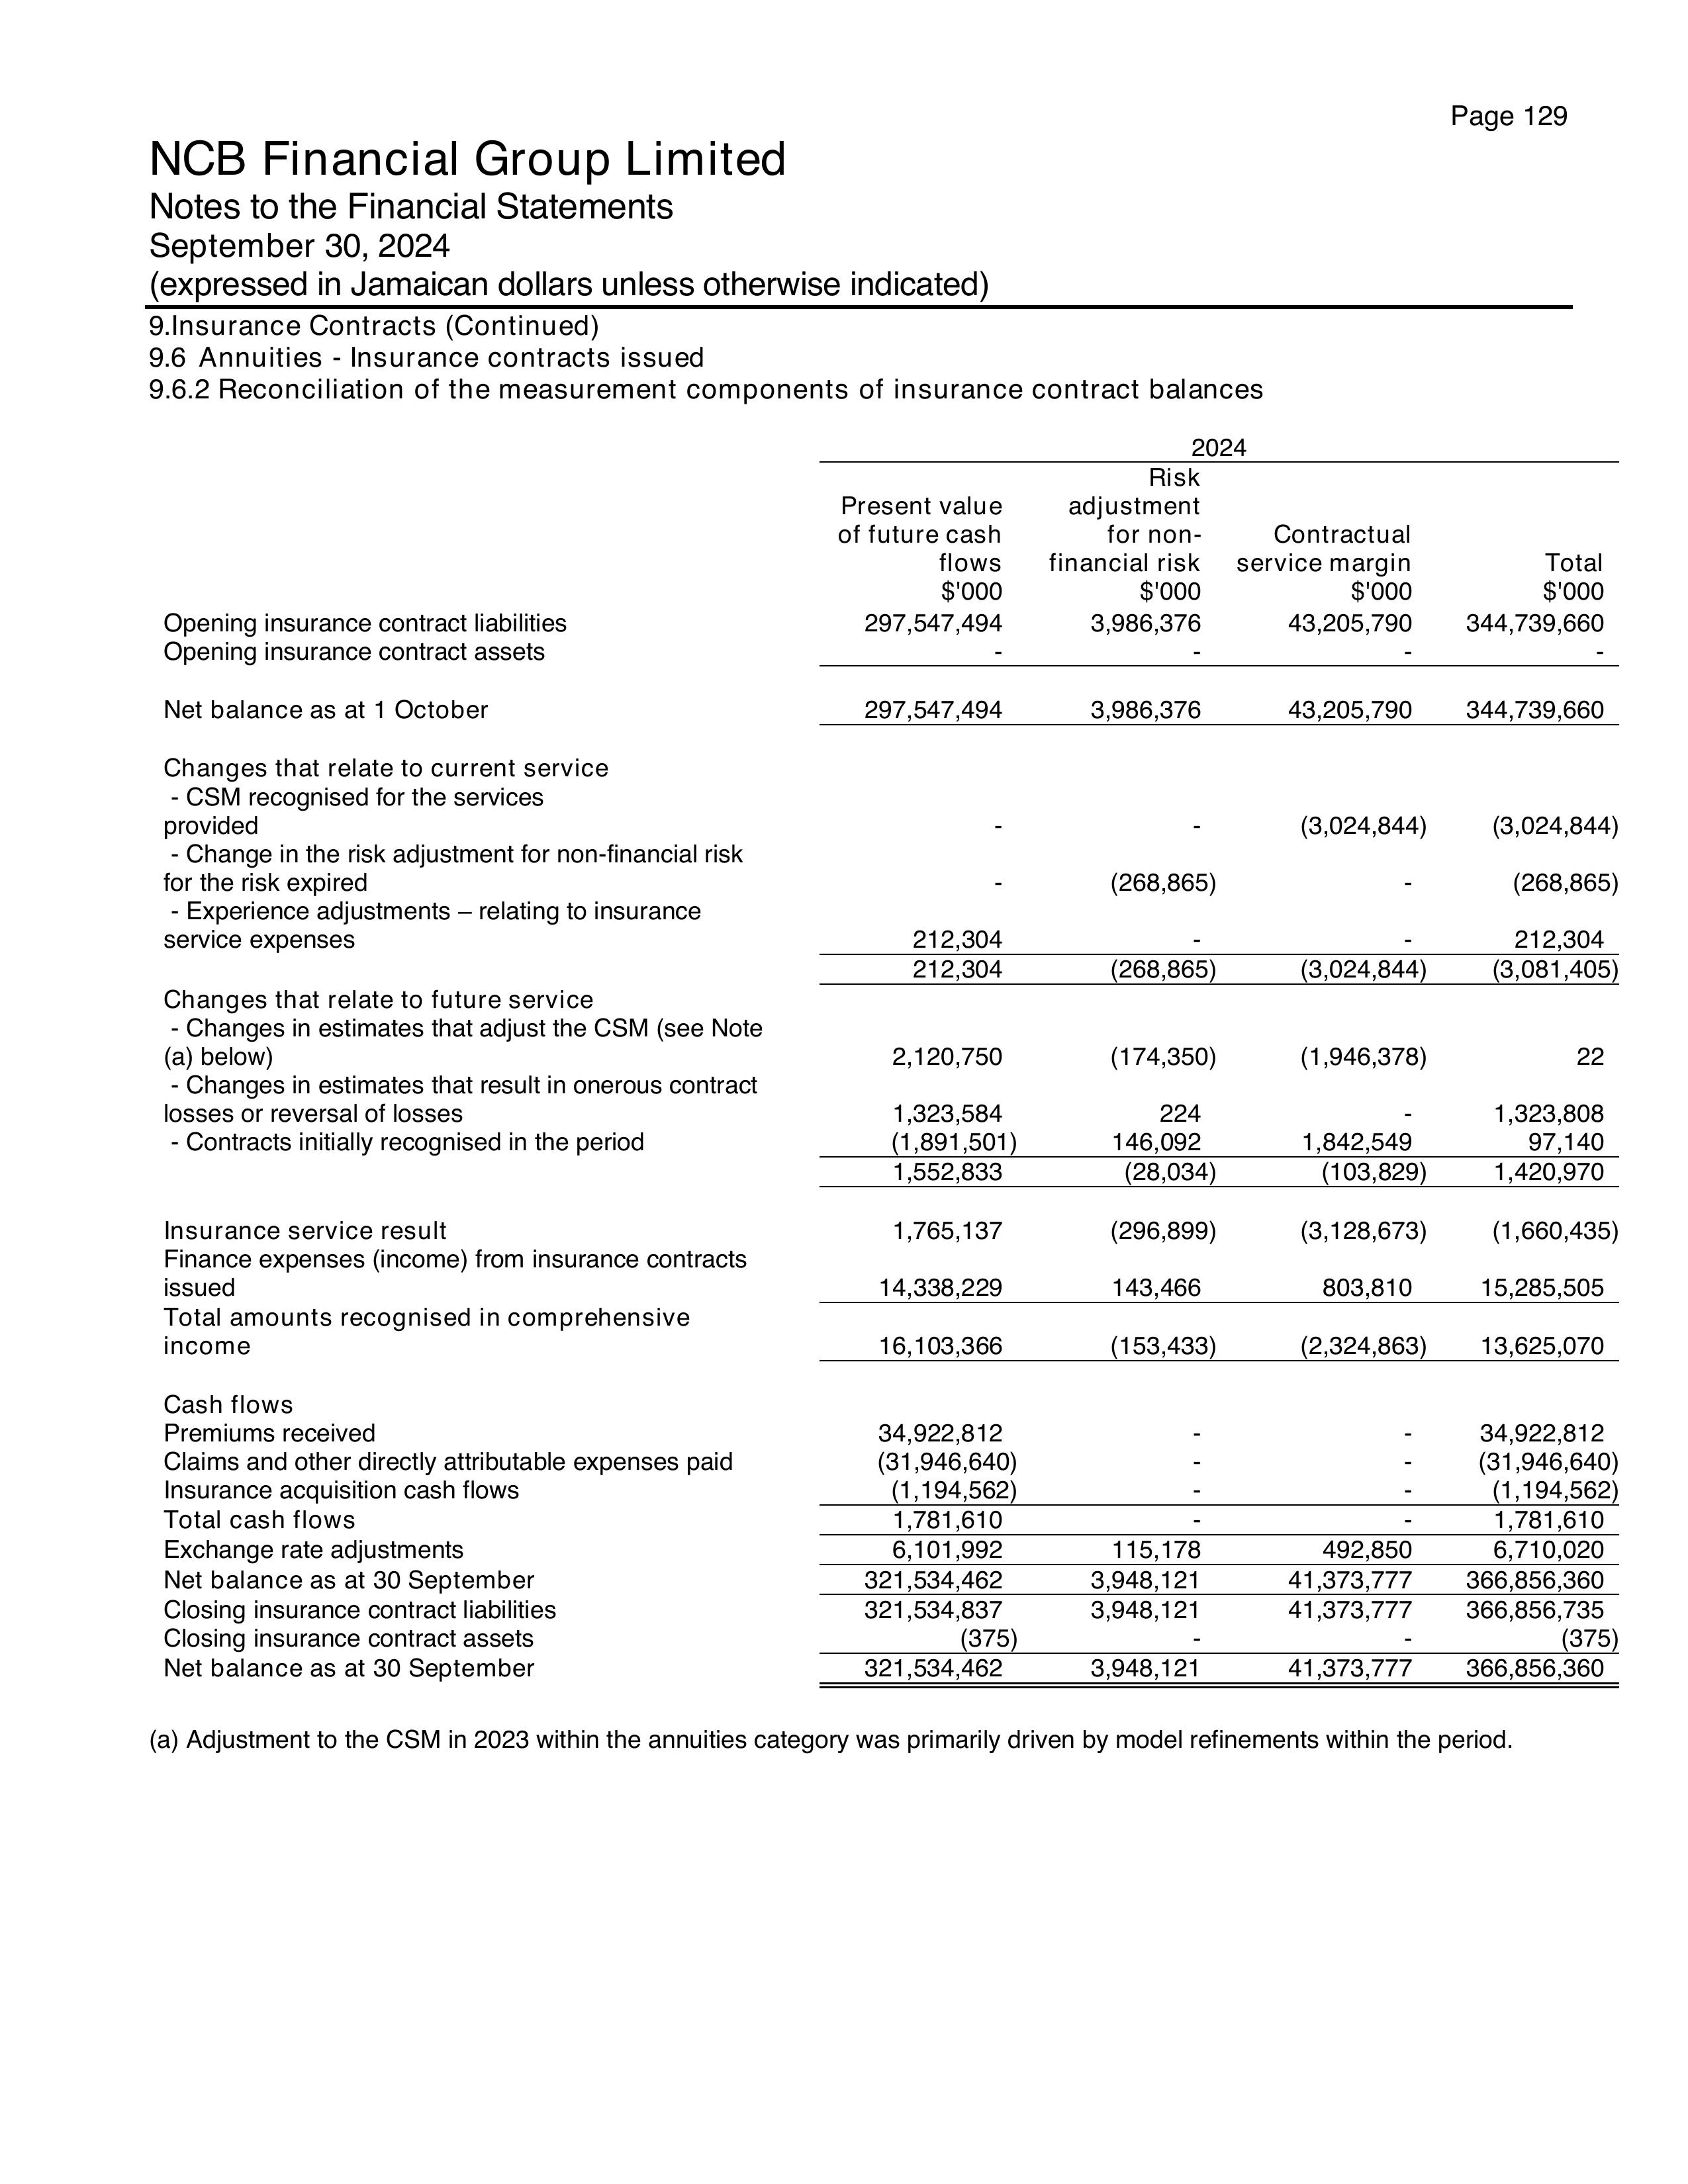 Page 129
NCB Financial Group Limited
Notes to the Financial Statements
September 30, 2024
(expressed in Jamaican dollars unless otherwise indicated)
9.Insurance Contracts (Continued)
9.6 Annuities - Insurance contracts issued
9.6.2 Reconciliation of the measurement components of insurance contract balances
2024
Risk
Present value adjustment
of future cash for non- Contractual
flows financial risk service margin Total
$'000 $'000 $'000 $'000
Opening insurance contract liabilities 297,547,494 3,986,376 43,205,790 344,739,660
Opening insurance contract assets - - - -
Net balance as at 1 October 297,547,494 3,986,376 43,205,790 344,739,660
Changes that relate to current service
- CSM recognised for the services
provided - - (3,024,844) (3,024,844)
- Change in the risk adjustment for non-financial risk
for the risk expired - (268,865) - (268,865)
- Experience adjustments – relating to insurance
service expenses 212,304 - - 212,304
212,304 (268,865) (3,024,844) (3,081,405)
Changes that relate to future service
- Changes in estimates that adjust the CSM (see Note
(a) below) 2,120,750 (174,350) (1,946,378) 22
- Changes in estimates that result in onerous contract
losses or reversal of losses 1,323,584 224 - 1,323,808
- Contracts initially recognised in the period (1,891,501) 146,092 1,842,549 97,140
1,552,833 (28,034) (103,829) 1,420,970
Insurance service result 1,765,137 (296,899) (3,128,673) (1,660,435)
Finance expenses (income) from insurance contracts
issued 14,338,229 143,466 803,810 15,285,505
Total amounts recognised in comprehensive
income 16,103,366 (153,433) (2,324,863) 13,625,070
Cash flows
Premiums received 34,922,812 - - 34,922,812
Claims and other directly attributable expenses paid (31,946,640) - - (31,946,640)
Insurance acquisition cash flows (1,194,562) - - (1,194,562)
Total cash flows 1,781,610 - - 1,781,610
Exchange rate adjustments 6,101,992 115,178 492,850 6,710,020
Net balance as at 30 September 321,534,462 3,948,121 41,373,777 366,856,360
Closing insurance contract liabilities 321,534,837 3,948,121 41,373,777 366,856,735
Closing insurance contract assets (375) - - (375)
Net balance as at 30 September 321,534,462 3,948,121 41,373,777 366,856,360
(a) Adjustment to the CSM in 2023 within the annuities category was primarily driven by model refinements within the period.